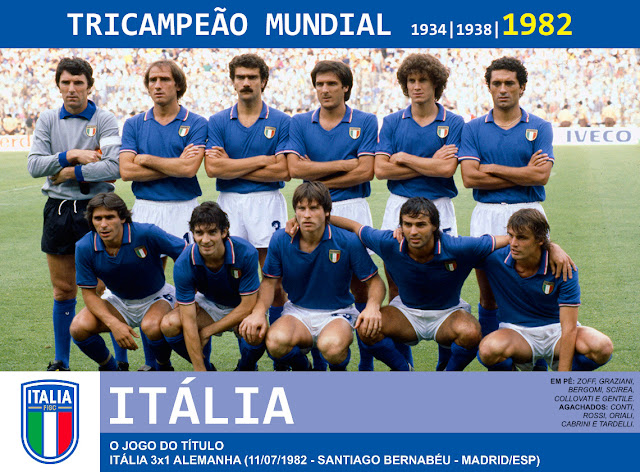 TRICAMPEÃO MUNDIAL 1934|1938|1982
IVECO
ITALIA
FIGC
ITÁLIA
EM PÉ: ZOFF, GRAZIANI,
BERGOMI, SCIREA,
COLLOVATI E GENTILE.
AGACHADOS: CONTI,
ROSSI, ORIALI,
CABRINI E TARDELLI.
O JOGO DO TÍTULO
ITÁLIA 3x1 ALEMANHA (11/07/1982 - SANTIAGO BERNABÉU - MADRID/ESP)